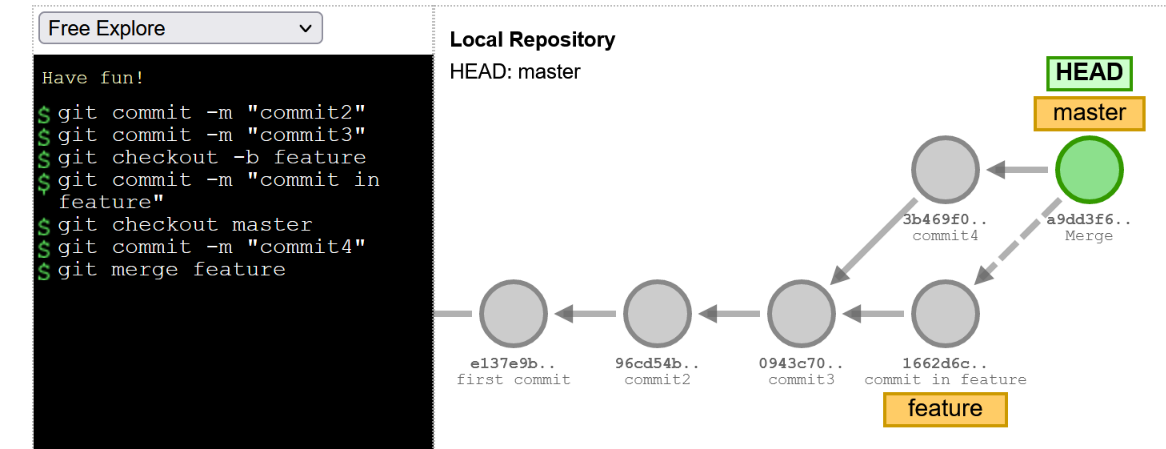 Free Explore
Have fun!
$ git commit -m "commit2"
$ git commit -m "commit3"
$ git checkout -b feature
$ git commit -m "commit in
feature"
$ git checkout master
$ git commit -m "commit4"
$ git merge feature
Local Repository
HEAD: master
HEAD
master
3b469f0..
commit4
a9dd3f6..
Merge
e137e9b..
first commit
96cd54b..
commit2
0943c70..
commit3
1662d6c..
commit in feature
feature